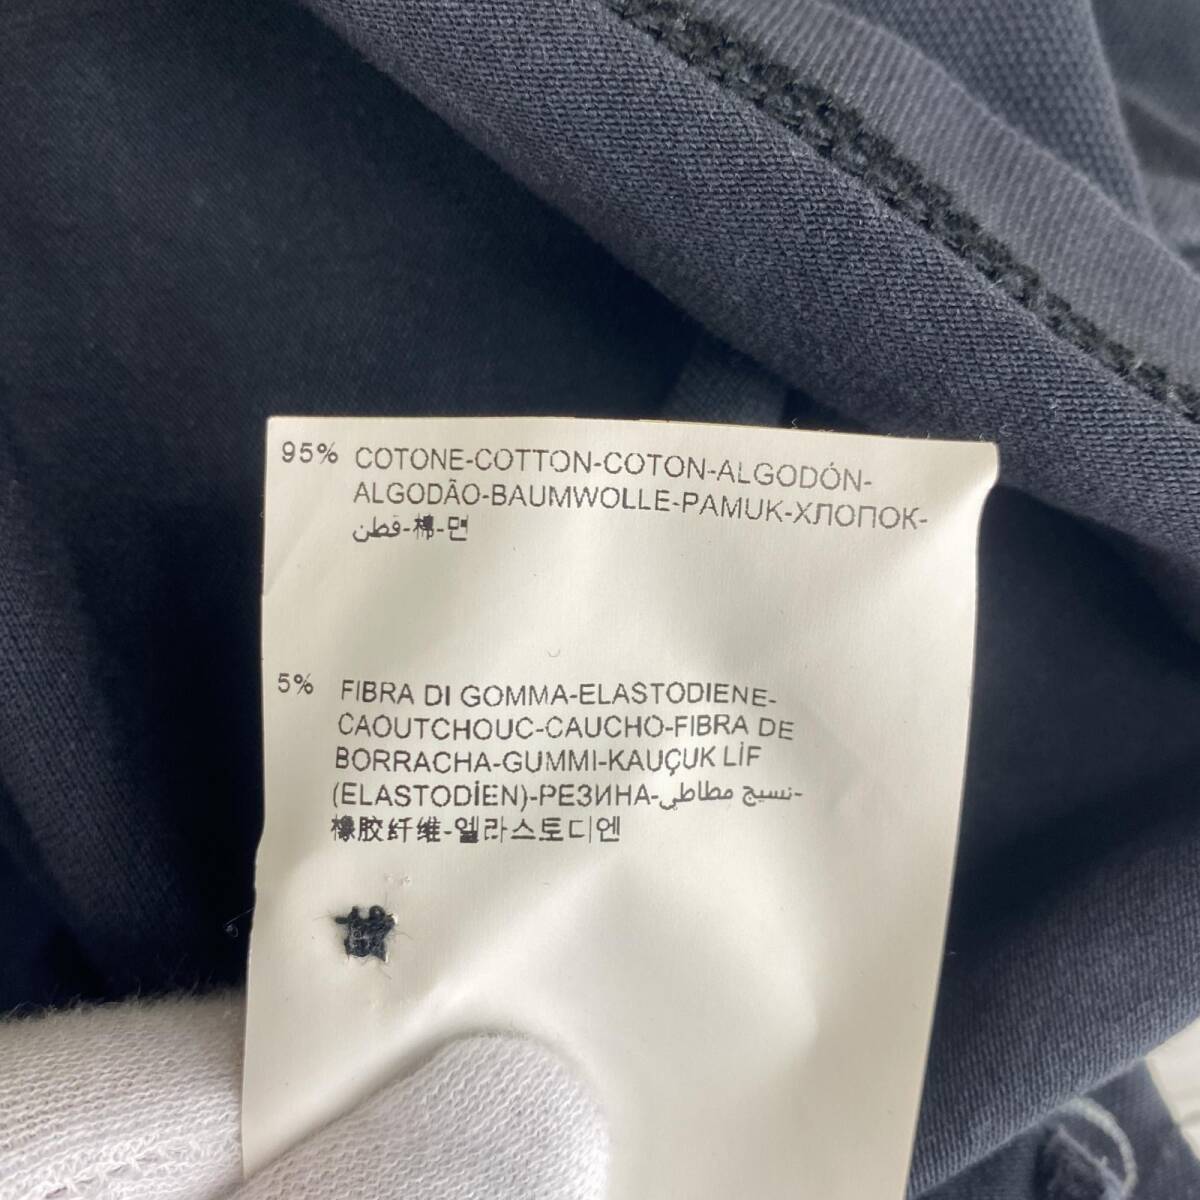 95% COTONE-COTTON-COTON-ALGODÓN-
ALGODÃO-BAUMWOLLE-PAMUK-ХЛОПОК-
قطن-棉-면
5% FIBRA DI GOMMA-ELASTODIENE-
CAOUTCHOUC-CAUCHO-FIBRA DE
BORRACHA-GUMMI-KAUÇUK LİF
(ELASTODİEN)-РЕЗИНА-نسيج مطاطي-
橡胶纤维-엘라스토디엔